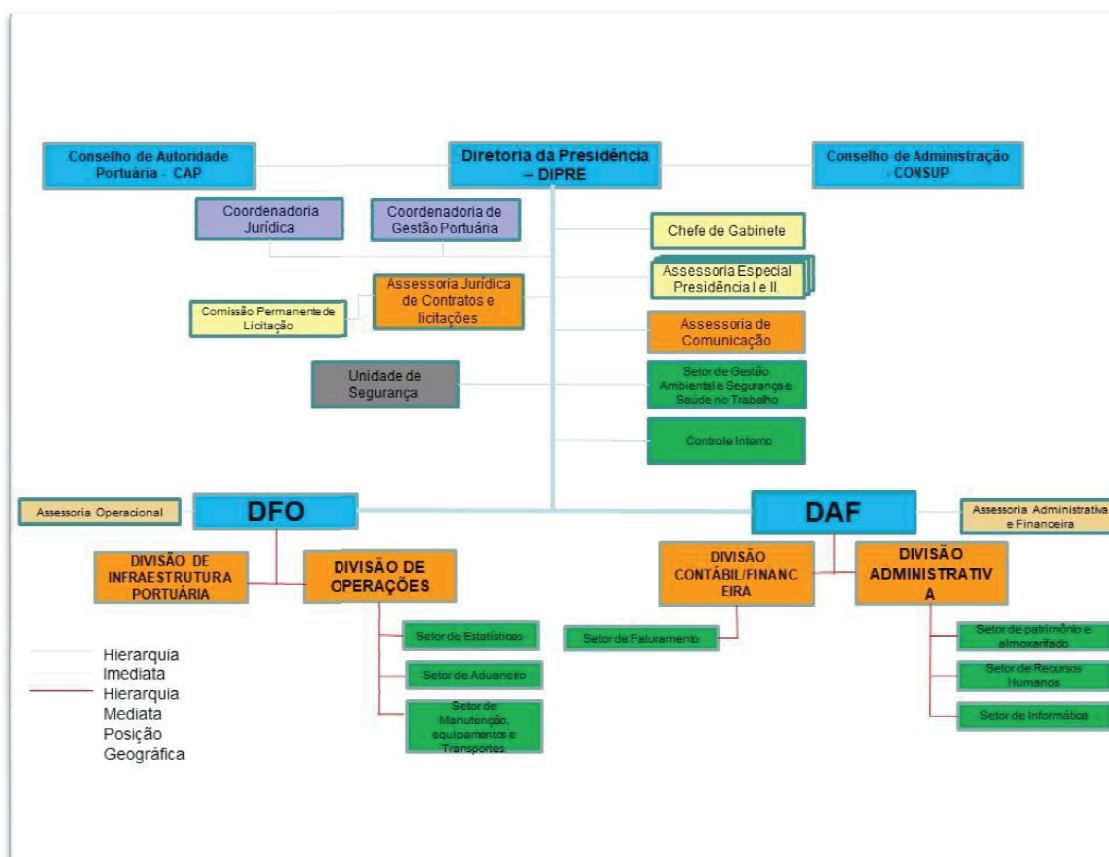 Conselho de Autoridade
Portuária - CAP
Diretoria da Presidência
– DIPRE
Conselho de Administração
- CONSUP
Coordenadoria
Jurídica
Coordenadoria de
Gestão Portuária
Chefe de Gabinete
Assessoria Especial
Presidência I e II.
Assessoria Jurídica
de Contratos e
licitações
Comissão Permanente de
Licitação
Assessoria de
Comunicação
Unidade de
Segurança
Setor de Gestão
Ambiental e Segurança e
Saúde no Trabalho
Controle Interno
Assessoria Operacional
DFO
DAF
Assessoria Administrativa
e Financeira
DIVISÃO DE
INFRAESTRUTURA
PORTUÁRIA
DIVISÃO DE
OPERAÇÕES
DIVISÃO
CONTÁBIL/FINANC
EIRA
DIVISÃO
ADMINISTRATIV
A
Setor de Estatísticas
Setor de Aduaneiro
Setor de
Manutenção,
equipamentos e
Transportes.
Setor de Faturamento
Setor de patrimônio e
almoxarifado
Setor de Recursos
Humanos
Setor de Informática
Hierarquia
Imediata
Hierarquia
Mediata
Posição
Geográfica